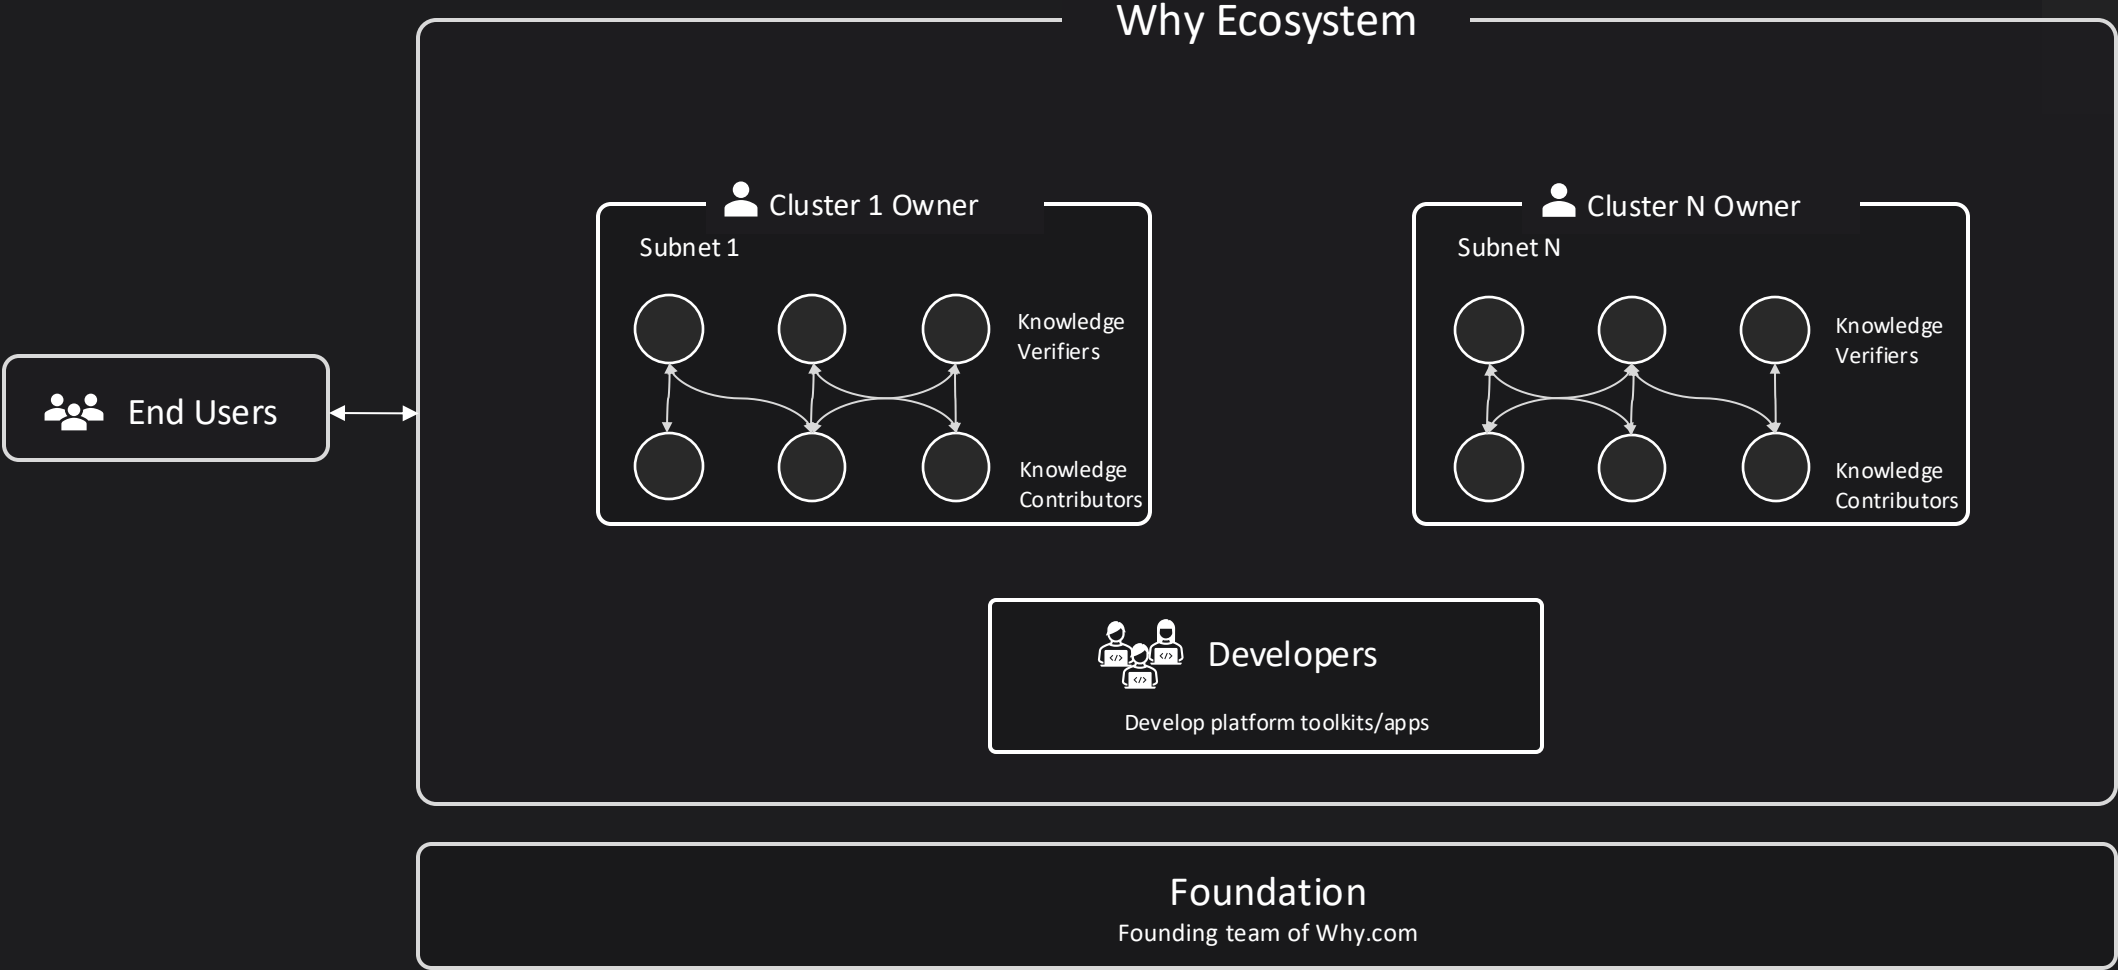 Why Ecosystem
Cluster 1 Owner
Subnet 1
Knowledge
Verifiers
Knowledge
Contributors
Cluster N Owner
Subnet N
Knowledge
Verifiers
Knowledge
Contributors
End Users
</>
</>
</>
Developers
Develop platform toolkits/apps
Foundation
Founding team of Why.com